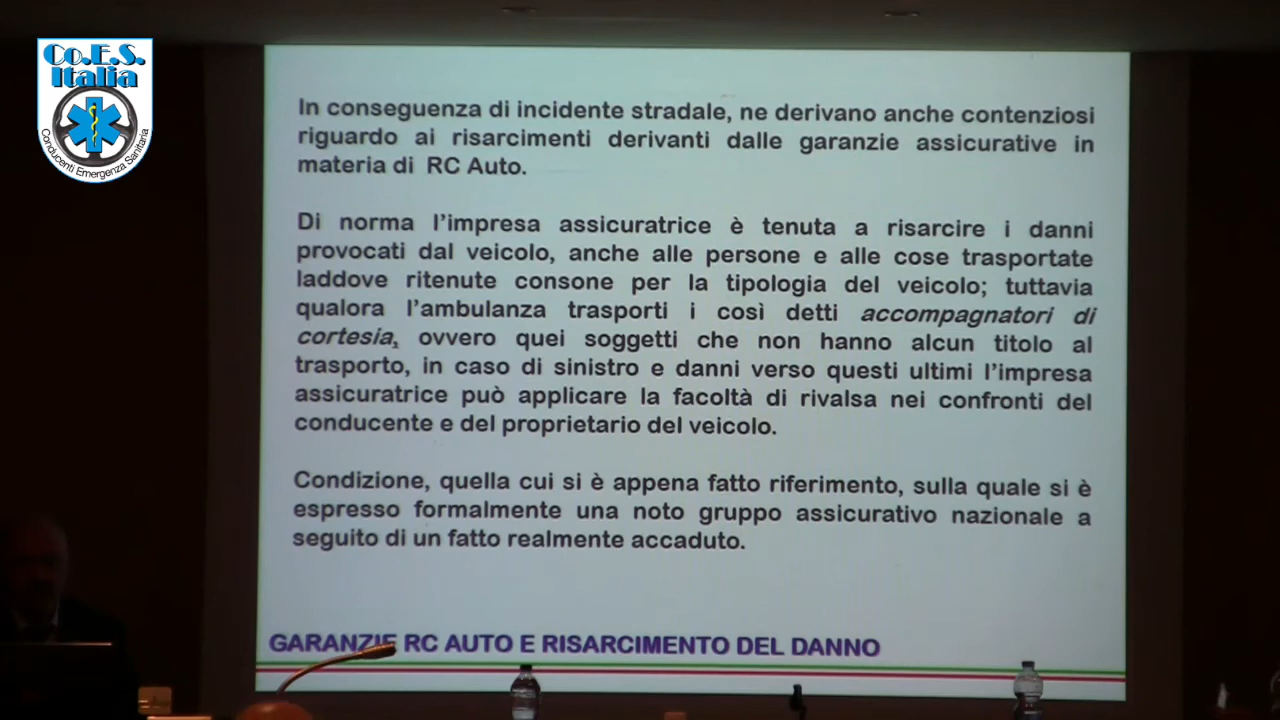 Co.E.S.
Italia
Conducenti Emergenza Sanitaria
In conseguenza di incidente stradale, ne derivano anche contenziosi
riguardo ai risarcimenti derivanti dalle garanzie assicurative in
materia di RC Auto.
Di norma l'impresa assicuratrice è tenuta a risarcire i danni
provocati dal veicolo, anche alle persone e alle cose trasportate
laddove ritenute consone per la tipologia del veicolo; tuttavia
qualora l'ambulanza trasporti i così detti accompagnatori di
cortesia, ovvero quei soggetti che non hanno alcun titolo al
trasporto, in caso di sinistro e danni verso questi ultimi l'impresa
assicuratrice può applicare la facoltà di rivalsa nei confronti del
conducente e del proprietario del veicolo.
Condizione, quella cui si è appena fatto riferimento, sulla quale si è
espresso formalmente una noto gruppo assicurativo nazionale a
seguito di un fatto realmente accaduto.
GARANZIE RC AUTO E RISARCIMENTO DEL DANNO